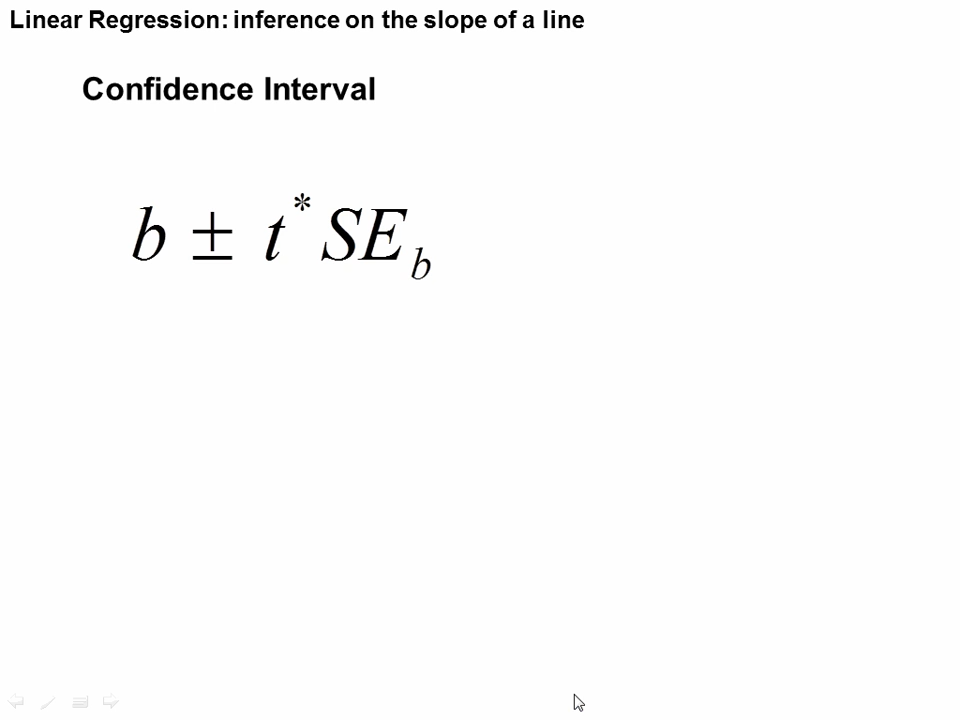 Linear Regression: inference on the slope of a line
Confidence Interval
b ± t* SE_b